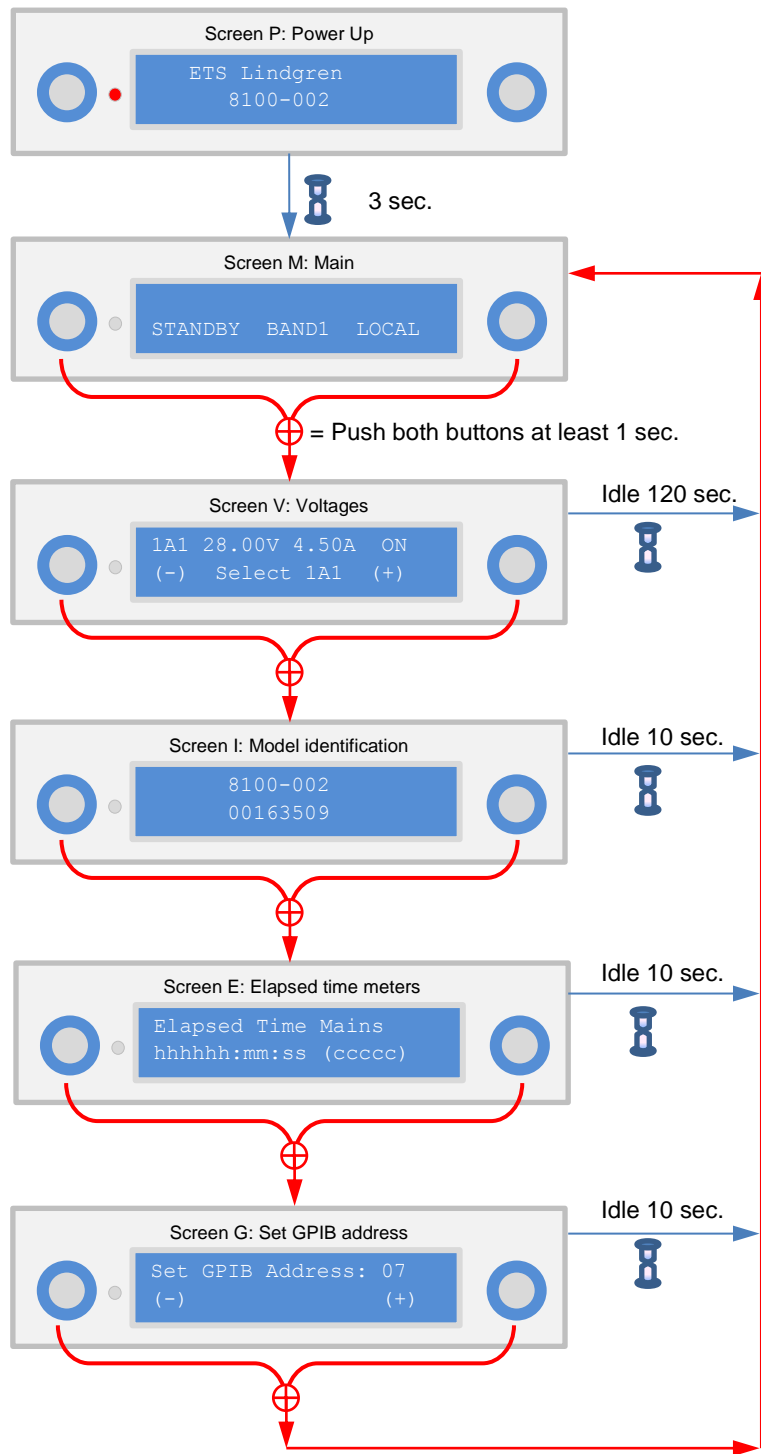 Screen P: Power Up
ETS Lindgren
8100-002
3 sec.
Screen M: Main
STANDBY BAND1 LOCAL
= Push both buttons at least 1 sec.
Screen V: Voltages
Idle 120 sec.
1A1 28.00V 4.50A ON
(-) Select 1A1 (+)
Screen I: Model identification
Idle 10 sec.
8100-002
00163509
Screen E: Elapsed time meters
Idle 10 sec.
Elapsed Time Mains
hhhhhh:mm:ss (ccccc)
Screen G: Set GPIB address
Idle 10 sec.
Set GPIB Address: 07
(-) (+)